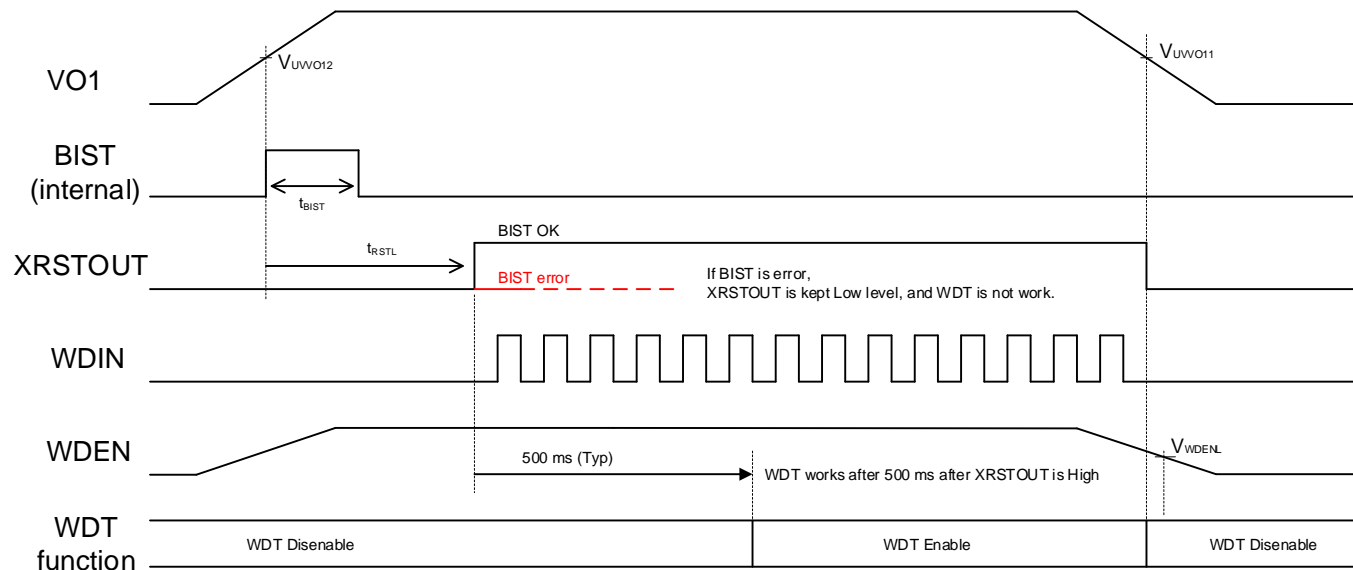 VO1
VUVVO12
VUVVO11
BIST
(internal)
tBIST
XRSTOUT
tRSTL
BIST OK
BIST error
If BIST is error,
XRSTOUT is kept Low level, and WDT is not work.
WDIN
WDEN
500 ms (Typ)
WDT works after 500 ms after XRSTOUT is High
VWDENL
WDT
function
WDT Disenable
WDT Enable
WDT Disenable